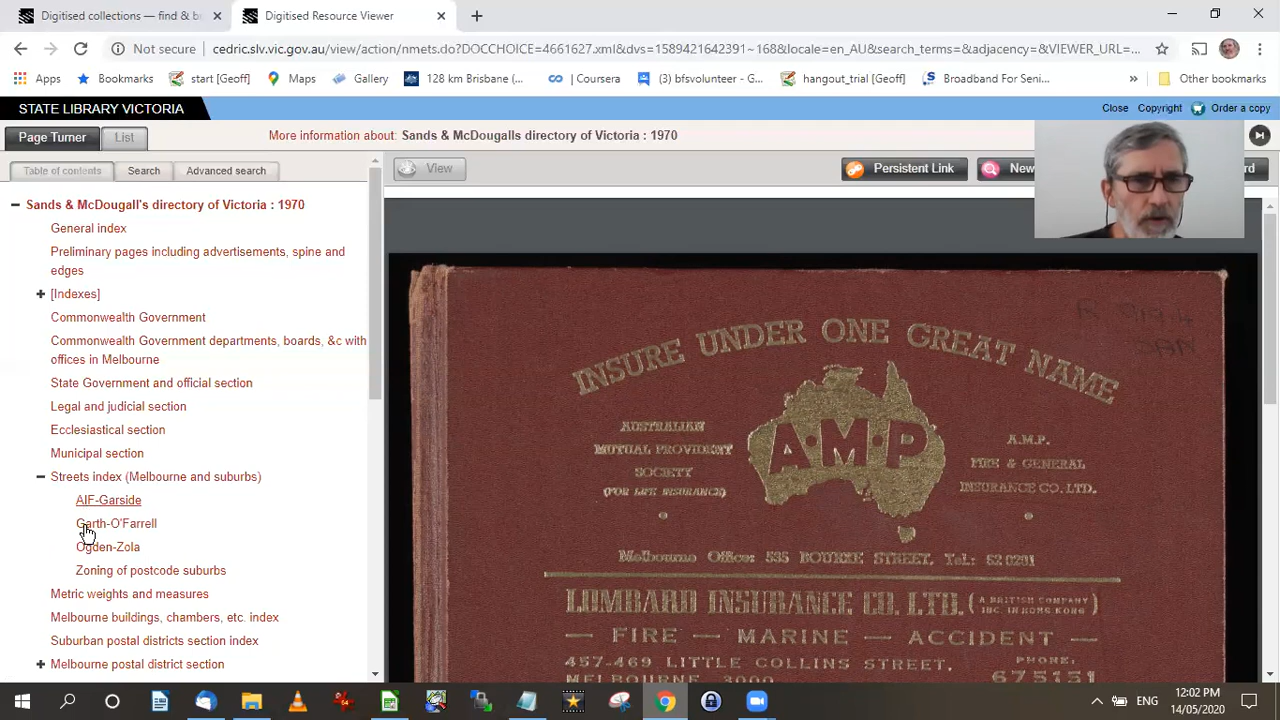 Digitised collections — find & b
Digitised Resource Viewer
Not secure
cedric.slv.vic.gov.au/view/action/nmets.do?DOCCHOICE=4661627.xml&dvs=1589421642391~168&locale=en_AU&search_terms=&adjacency=&VIEWER_URL=...
Apps
Bookmarks
start [Geoff]
Maps
Gallery
128 km Brisbane (...
| Coursera
(3) bfsvolunteer - G...
hangout_trial [Geoff]
Broadband For Seni...
»
Other bookmarks
STATE LIBRARY VICTORIA
Close
Copyright
Order a copy
Page Turner
List
More information about: Sands & McDougalls directory of Victoria : 1970
Table of contents
Search
Advanced search
View
Persistent Link
New
rd
Sands & McDougall's directory of Victoria : 1970
General index
Preliminary pages including advertisements, spine and
edges
[Indexes]
Commonwealth Government
Commonwealth Government departments, boards, &c with
offices in Melbourne
State Government and official section
Legal and judicial section
Ecclesiastical section
Municipal section
Streets index (Melbourne and suburbs)
AIF-Garside
Garth-O'Farrell
Ogden-Zola
Zoning of postcode suburbs
Metric weights and measures
Melbourne buildings, chambers, etc. index
Suburban postal districts section index
Melbourne postal district section
INSURE UNDER ONE GREAT NAME
AUSTRALIAN
MUTUAL PROVIDENT
SOCIETY
(FOR LIFE INSURANCE)
A.M.P
A.M.P.
FIRE & GENERAL
INSURANCE CO. LTD.
Melbourne Office: 535 BOURKE STREET, Tel: 62 0201
LOMBARD INSURANCE CO. LTD. (A BRITISH COMPANY
INC. IN HONG KONG)
— FIRE — MARINE — ACCIDENT —
457-469 LITTLE COLLINS STREET,
MELBOURNE, 3000
PHONE:
675151
ENG
12:02 PM
14/05/2020